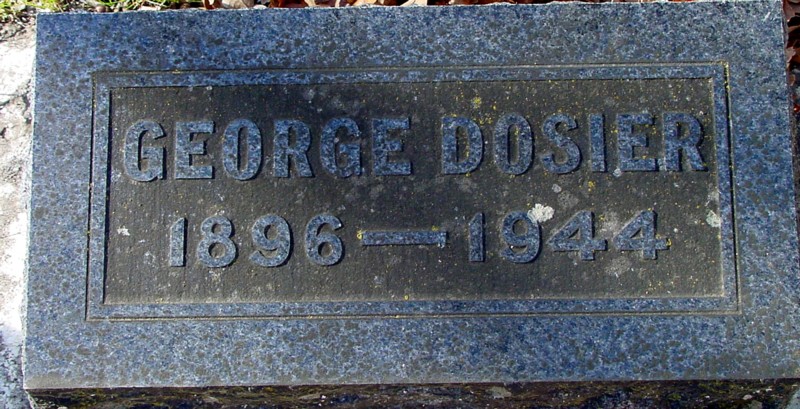 GEORGE DOSIER
1896 — 1944